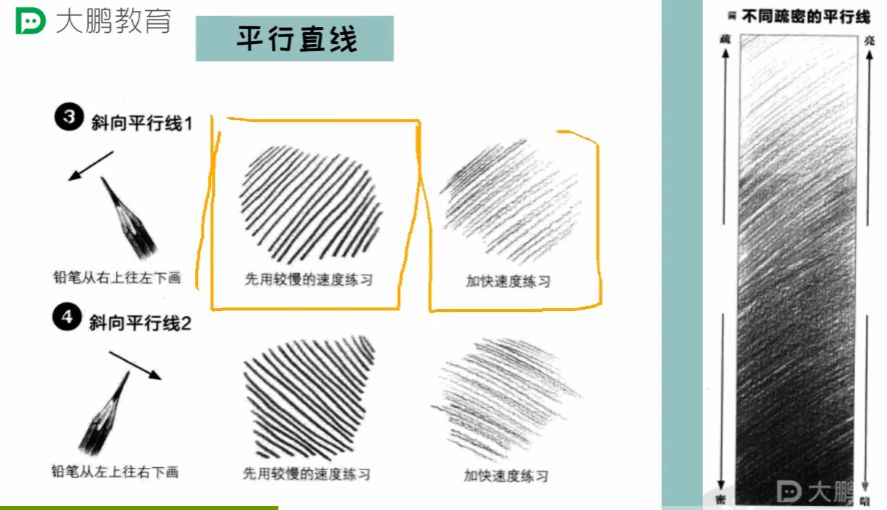 大鹏教育
平行直线
3 斜向平行线1
铅笔从右上往左下画
先用较慢的速度练习
加快速度练习
4 斜向平行线2
铅笔从左上往右下画
先用较慢的速度练习
加快速度练习
不同疏密的平行线
疏
亮
密
暗
大鹏